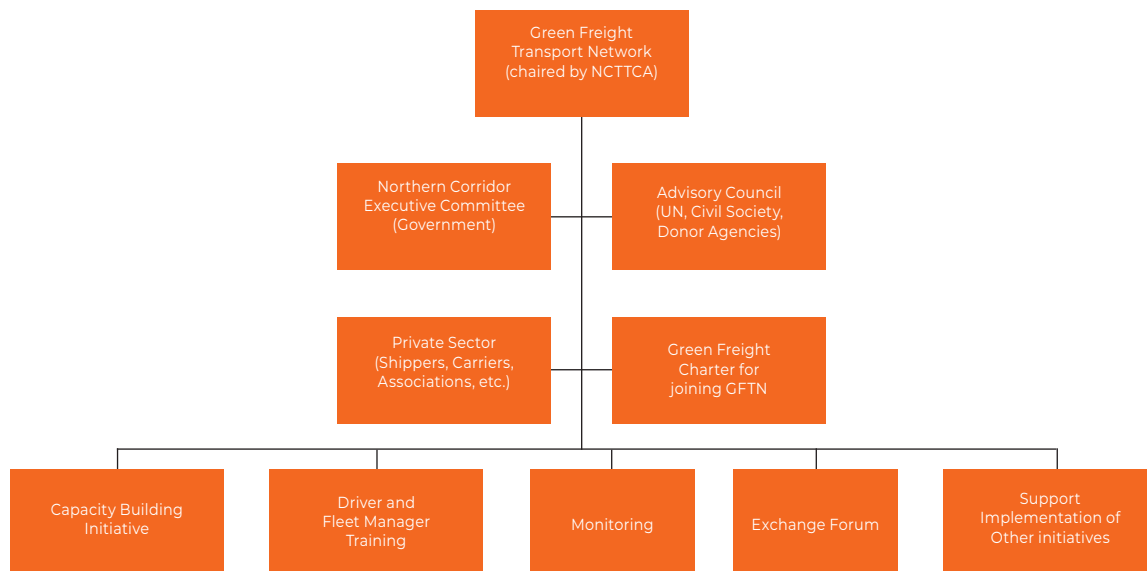 Green Freight
Transport Network
(chaired by NCTTCA)
Northern Corridor
Executive Committee
(Government)
Advisory Council
(UN, Civil Society,
Donor Agencies)
Private Sector
(Shippers, Carriers,
Associations, etc.)
Green Freight
Charter for
joining GFTN
Capacity Building
Initiative
Driver and
Fleet Manager
Training
Monitoring
Exchange Forum
Support
Implementation of
Other initiatives